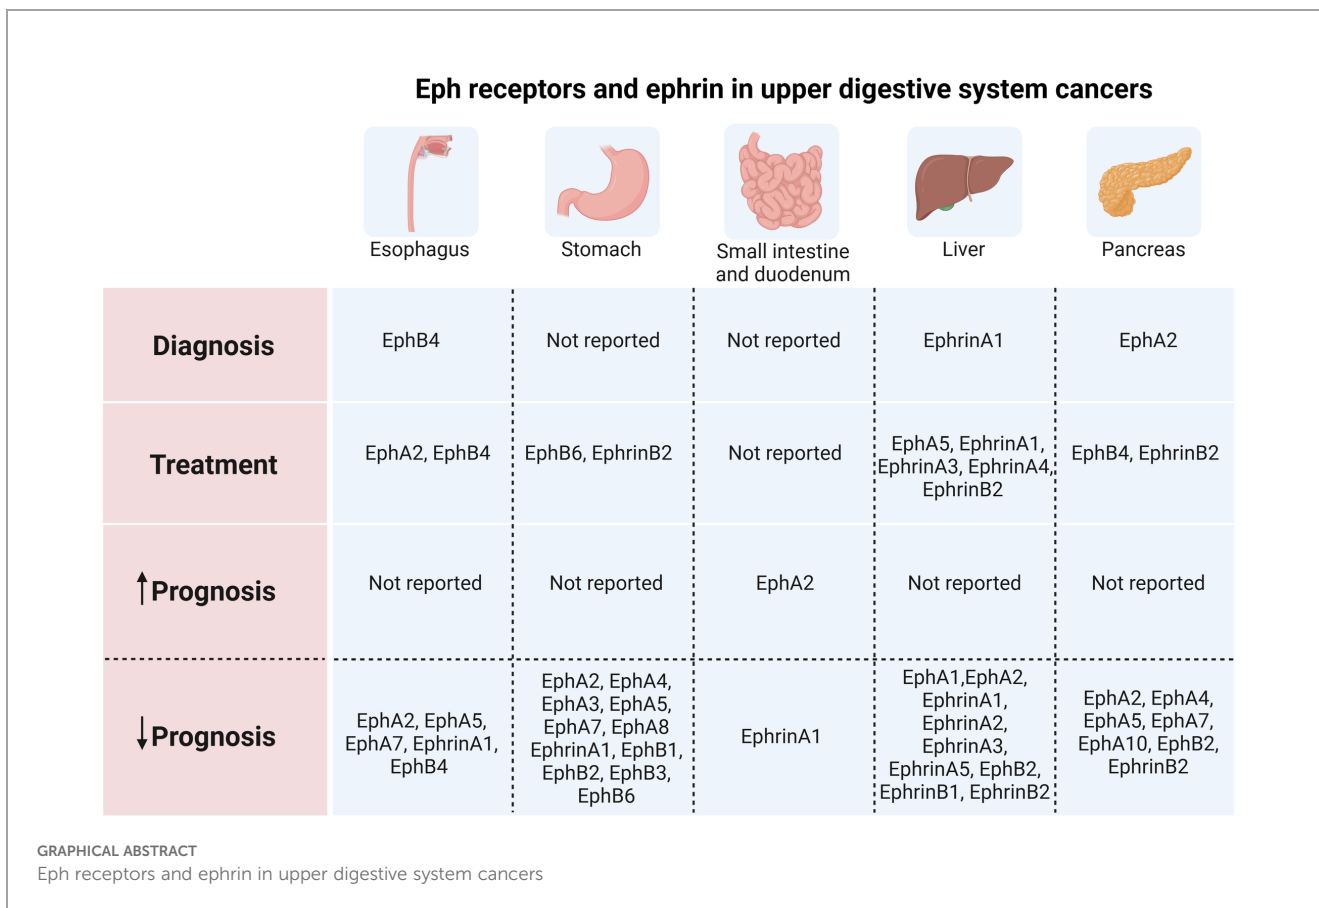 Eph receptors and ephrin in upper digestive system cancers
Esophagus
Stomach
Small intestine
and duodenum
Liver
Pancreas
Diagnosis
EphB4
Not reported
Not reported
EphrinA1
EphA2
Treatment
EphA2, EphB4
EphB6, EphrinB2
Not reported
EphA5, EphrinA1,
EphrinA3, EphrinA4,
EphrinB2
EphB4, EphrinB2
↑Prognosis
Not reported
Not reported
EphA2
Not reported
Not reported
↓Prognosis
EphA2, EphA5,
EphA7, EphrinA1,
EphB4
EphA2, EphA4,
EphA3, EphA5,
EphA7, EphA8
EphrinA1, EphB1,
EphB2, EphB3,
EphB6
EphrinA1
EphA1,EphA2,
EphrinA1,
EphrinA2,
EphrinA3,
EphrinA5, EphB2,
EphrinB1, EphrinB2
EphA2, EphA4,
EphA5, EphA7,
EphA10, EphB2,
EphrinB2
GRAPHICAL ABSTRACT
Eph receptors and ephrin in upper digestive system cancers